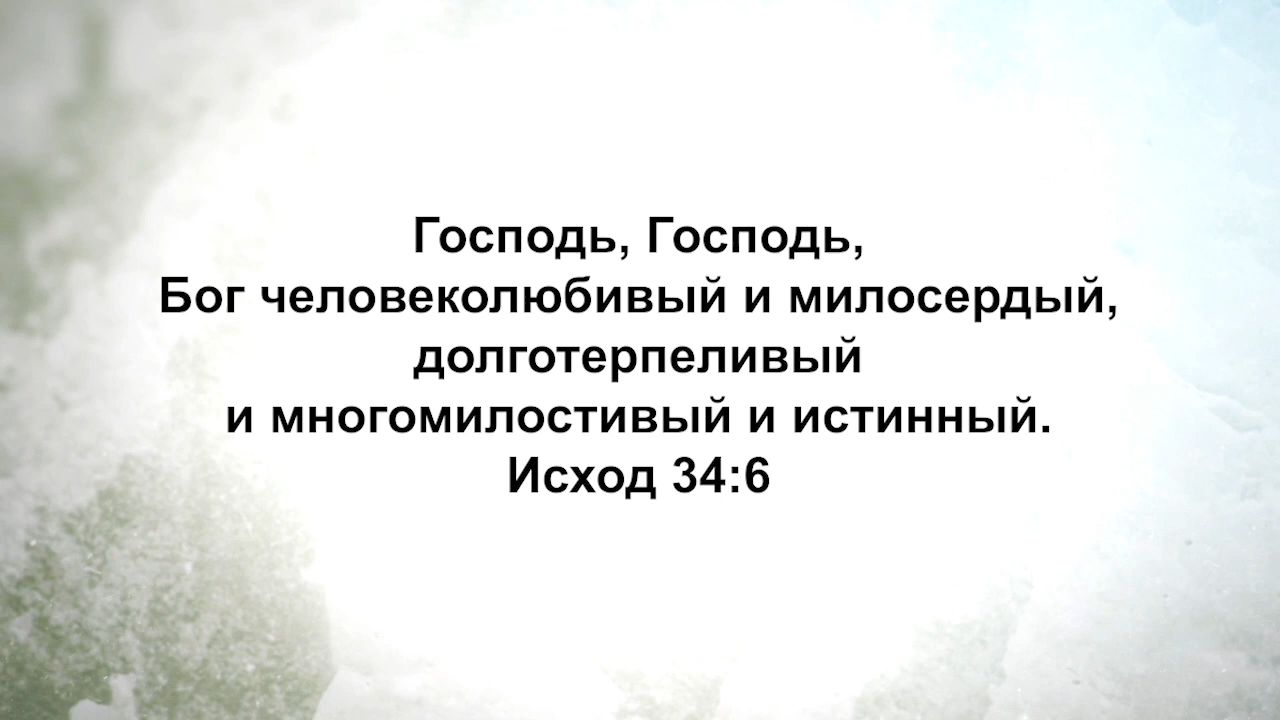 Господь, Господь,
Бог человеколюбивый и милосердый,
долготерпеливый
и многомилостивый и истинный.
Исход 34:6